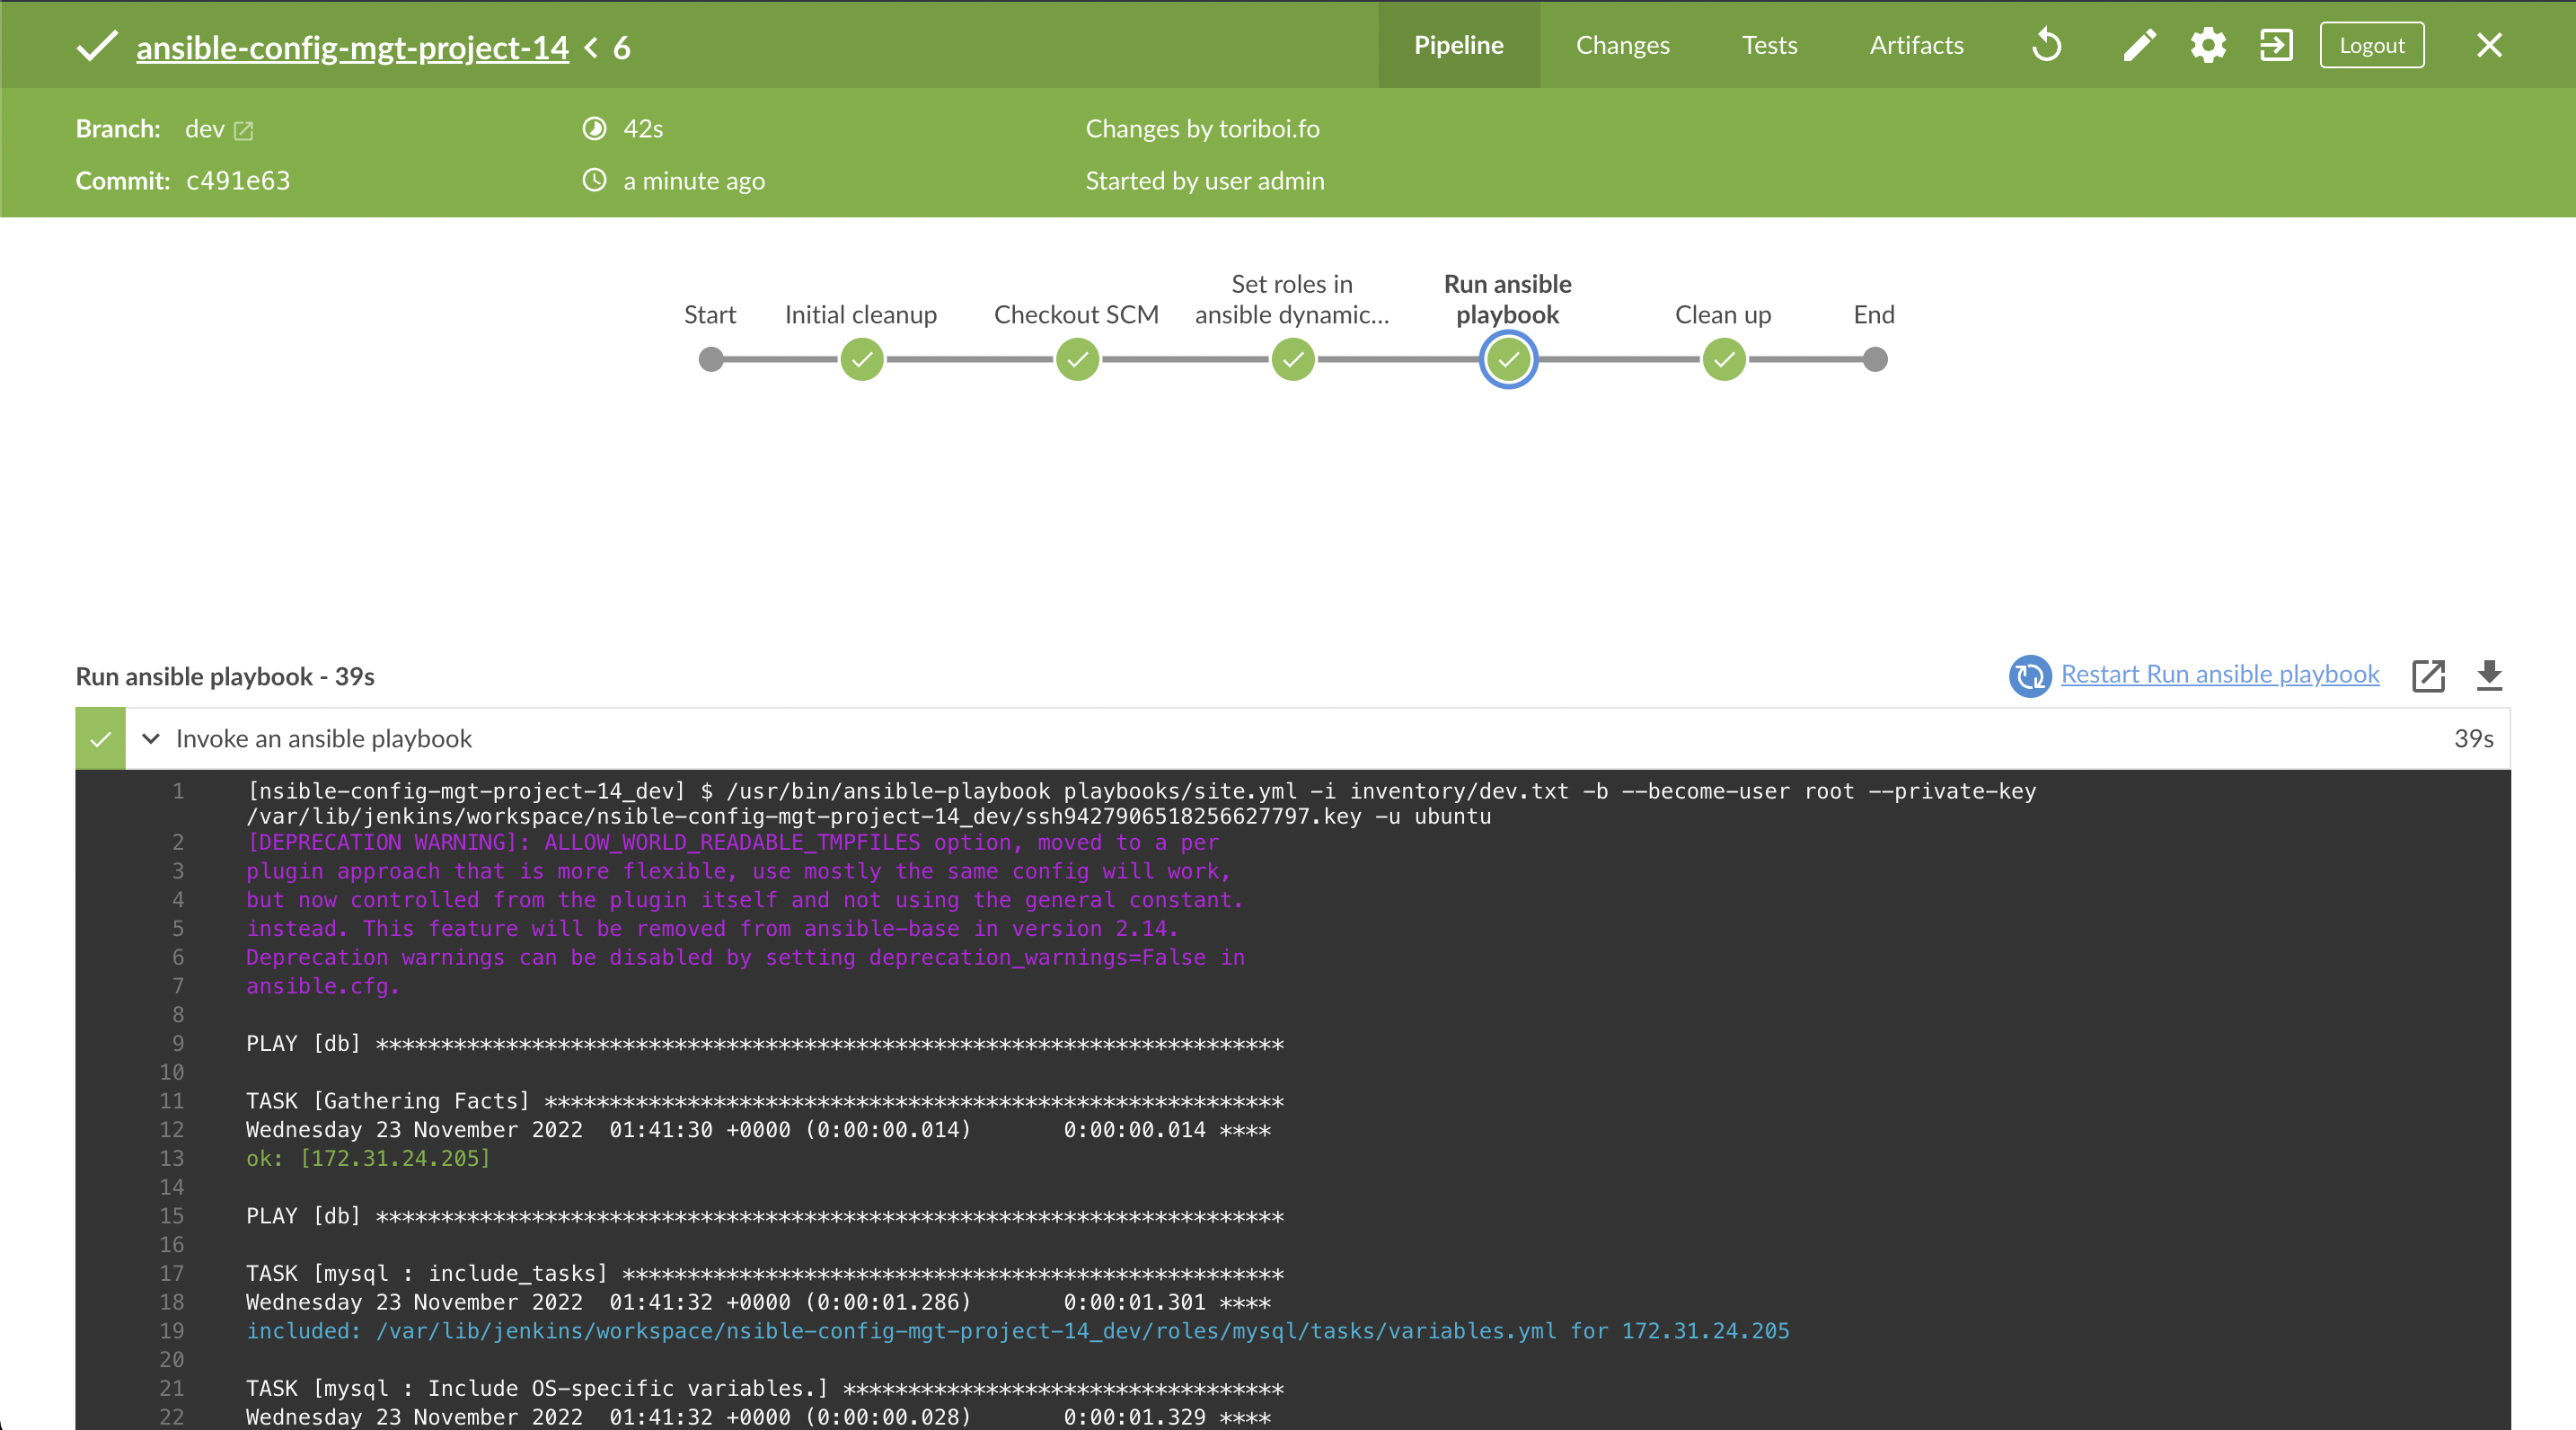 ansible-config-mgt-project-14 < 6
Pipeline Changes Tests Artifacts Logout
Branch: dev 42s Changes by toriboi.fo
Commit: c491e63 a minute ago Started by user admin
Set roles in Run ansible
Start Initial cleanup Checkout SCM ansible dynamic... playbook Clean up End
Run ansible playbook - 39s Restart Run ansible playbook
Invoke an ansible playbook 39s
1 [nsible-config-mgt-project-14_dev] $ /usr/bin/ansible-playbook playbooks/site.yml -i inventory/dev.txt -b --become-user root --private-key
/var/lib/jenkins/workspace/nsible-config-mgt-project-14_dev/ssh9427906518256627797.key -u ubuntu
2 [DEPRECATION WARNING]: ALLOW_WORLD_READABLE_TMPFILES option, moved to a per
3 plugin approach that is more flexible, use mostly the same config will work,
4 but now controlled from the plugin itself and not using the general constant.
5 instead. This feature will be removed from ansible-base in version 2.14.
6 Deprecation warnings can be disabled by setting deprecation_warnings=False in
7 ansible.cfg.
8
9 PLAY [db] **********************************************************************
10
11 TASK [Gathering Facts] *********************************************************
12 Wednesday 23 November 2022  01:41:30 +0000 (0:00:00.014)       0:00:00.014 ****
13 ok: [172.31.24.205]
14
15 PLAY [db] **********************************************************************
16
17 TASK [mysql : include_tasks] ***************************************************
18 Wednesday 23 November 2022  01:41:32 +0000 (0:00:01.286)       0:00:01.301 ****
19 included: /var/lib/jenkins/workspace/nsible-config-mgt-project-14_dev/roles/mysql/tasks/variables.yml for 172.31.24.205
20
21 TASK [mysql : Include OS-specific variables.] **********************************
22 Wednesday 23 November 2022  01:41:32 +0000 (0:00:00.028)       0:00:01.329 ****